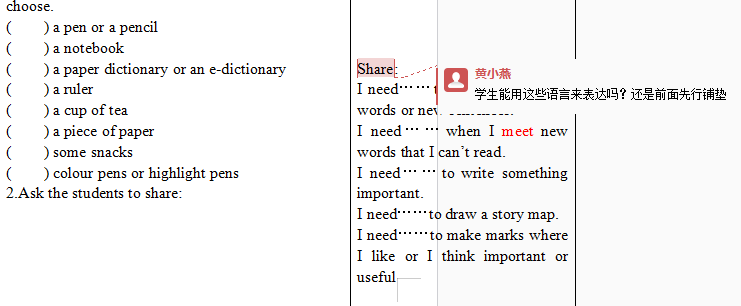 choose.
(      ) a pen or a pencil
(      ) a notebook
(      ) a paper dictionary or an e-dictionary
(      ) a ruler
(      ) a cup of tea
(      ) a piece of paper
(      ) some snacks
(      ) colour pens or highlight pens
2.Ask the students to share:
Share:
I need……
words or new
I need… … when I meet new
words that I can't read.
I need… … to write something
important.
I need……to draw a story map.
I need……to make marks where
I like or I think important or
useful
黄小燕
学生能用这些语言来表达吗？还是前面先行铺垫